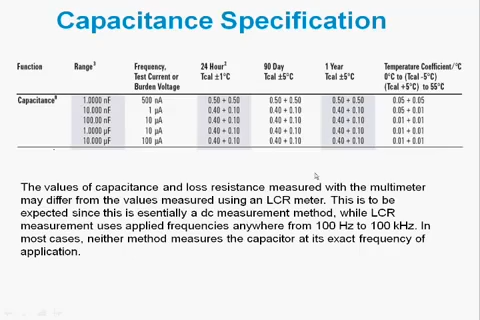 Capacitance Specification
Function Range³ Frequency, Test Current or Burden Voltage 24 Hour² Tcal ±1°C 90 Day Tcal ±5°C 1 Year Tcal ±5°C Temperature Coefficient/°C 0°C to (Tcal -5°C) (Tcal +5°C) to 55°C
Capacitance⁸ 1.0000 nF 500 nA 0.50 + 0.50 0.50 + 0.50 0.50 + 0.50 0.05 + 0.05
10.000 nF 1 µA 0.40 + 0.10 0.40 + 0.10 0.40 + 0.10 0.05 + 0.01
100.00 nF 10 µA 0.40 + 0.10 0.40 + 0.10 0.40 + 0.10 0.01 + 0.01
1.0000 µF 10 µA 0.40 + 0.10 0.40 + 0.10 0.40 + 0.10 0.01 + 0.01
10.000 µF 100 µA 0.40 + 0.10 0.40 + 0.10 0.40 + 0.10 0.01 + 0.01
The values of capacitance and loss resistance measured with the multimeter
may differ from the values measured using an LCR meter. This is to be
expected since this is esentially a dc measurement method, while LCR
measurement uses applied frequencies anywhere from 100 Hz to 100 kHz. In
most cases, neither method measures the capacitor at its exact frequency of
application.